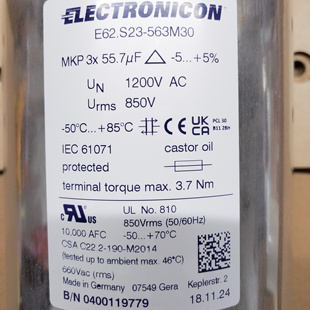 ELECTRONICON
E62.S23-563M30
MKP 3x 55.7µF △ -5...+5%
UN 1200V AC
Urms 850V
-50°C...+85°C CE UKCA
IEC 61071 castor oil
protected
terminal torque max. 3.7 Nm
UL No. 810
10.000 AFC 850Vrms (50/60Hz)
-50...+70°C
CSA C22.2-190-M2014
(tested up to ambient max. 46°C)
660Vac (rms) Keplerstr. 2
Germany 07549 Gera
B/N 0400119779 18.11.24